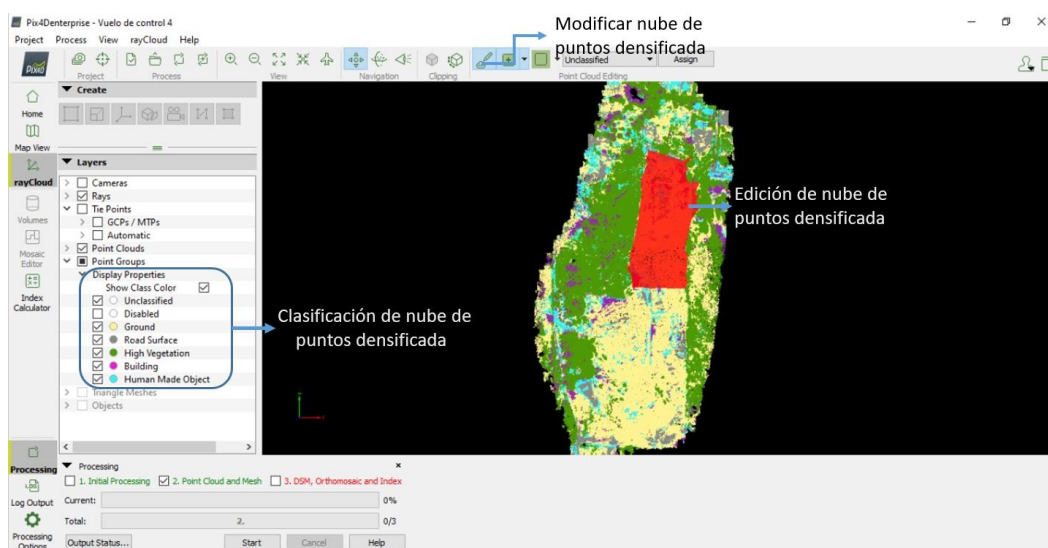 Pix4Denterprise - Vuelo de control 4
Project Process View rayCloud Help
Modificar nube de
puntos densificada
PIX4D
Project
Process
View
Navigation
Clipping
Unclassified
Assign
Point Cloud Editing
Home
Map View
rayCloud
Volumes
Mosaic
Editor
Index
Calculator
Create
Layers
Cameras
Rays
Tie Points
GCPs / MTPs
Automatic
Point Clouds
Point Groups
Display Properties
Show Class Color
Unclassified
Disabled
Ground
Road Surface
High Vegetation
Building
Human Made Object
Triangle Meshes
Objects
Clasificación de nube de
puntos densificada
Edición de nube de
puntos densificada
Processing
Log Output
Processing
Options
Processing
1. Initial Processing 2. Point Cloud and Mesh 3. DSM, Orthomosaic and Index
Current: 0%
Total: 2. 0/3
Output Status... Start Cancel Help